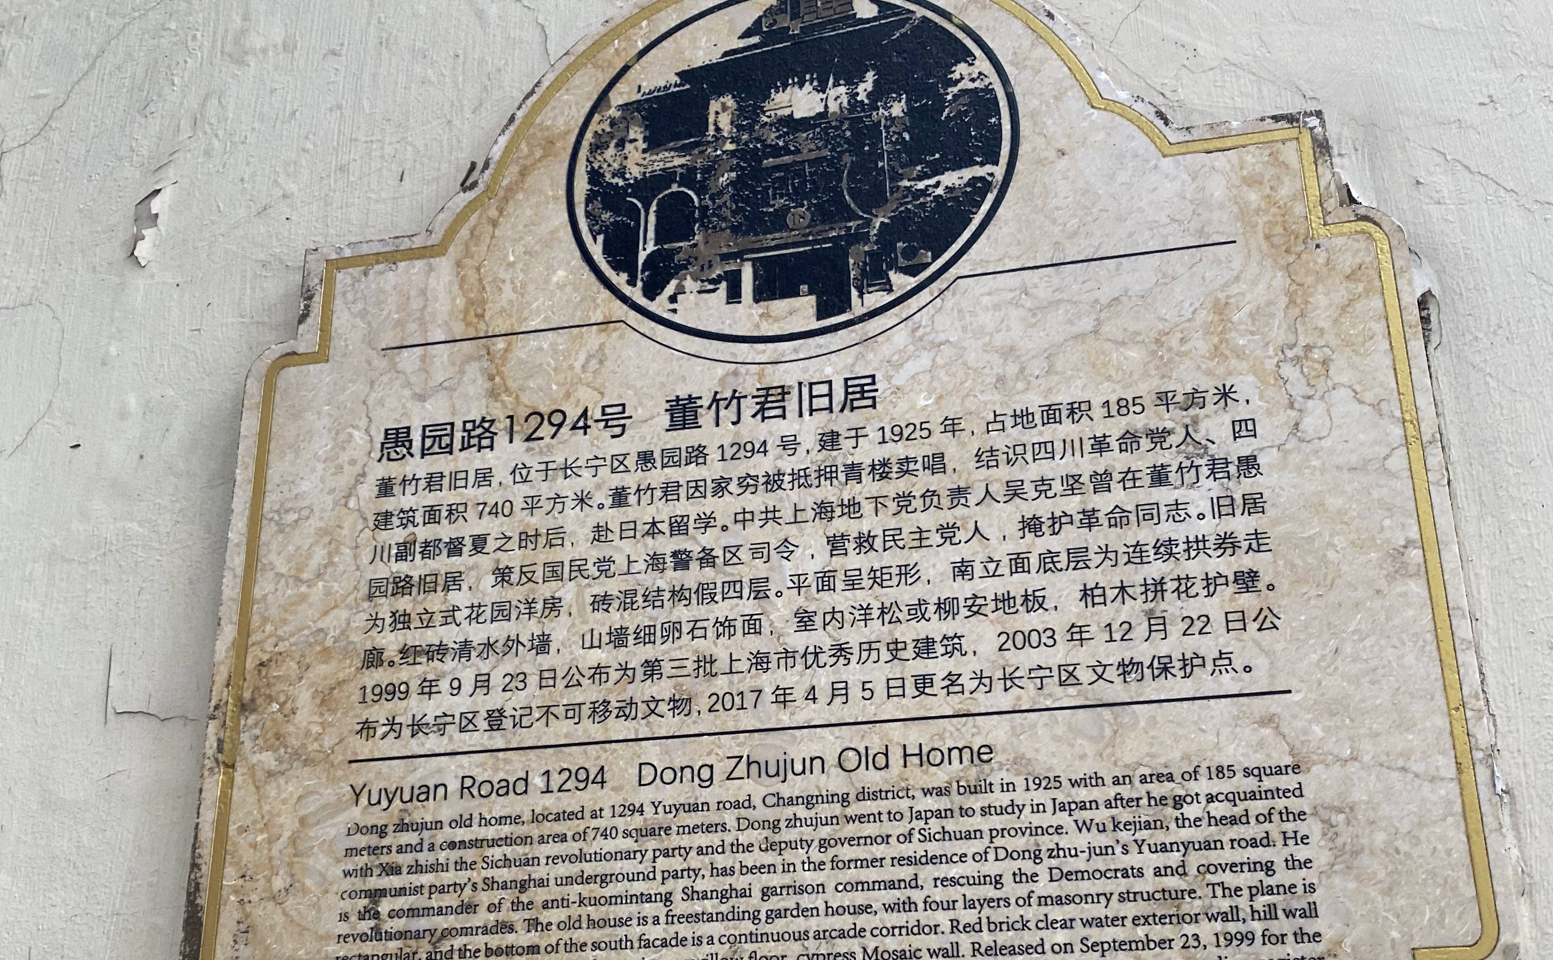 愚园路1294号 董竹君旧居
董竹君旧居，位于长宁区愚园路 1294 号，建于 1925 年，占地面积 185 平方米，
建筑面积 740 平方米。董竹君因家穷被抵押青楼卖唱，结识四川革命党人、四
川副都督夏之时后，赴日本留学。中共上海地下党负责人吴克坚曾在董竹君愚
园路旧居，策反国民党上海警备区司令，营救民主党人，掩护革命同志。旧居
为独立式花园洋房，砖混结构假四层。平面呈矩形，南立面底层为连续拱券走
廊。红砖清水外墙，山墙细卵石饰面，室内洋松或柳安地板，柏木拼花护壁。
1999 年 9 月 23 日公布为第三批上海市优秀历史建筑，2003 年 12 月 22 日公
布为长宁区登记不可移动文物，2017 年 4 月 5 日更名为长宁区文物保护点。
Yuyuan Road 1294 Dong Zhujun Old Home
Dong zhujun old home, located at 1294 Yuyuan road, Changning district, was built in 1925 with an area of 185 square
meters and a construction area of 740 square meters. Dong zhujun went to Japan to study in Japan after he got acquainted
with Xia zhishi the Sichuan revolutionary party and the deputy governor of Sichuan province. Wu kejian, the head of the
communist party's Shanghai underground party, has been in the former residence of Dong zhu-jun's Yuanyuan road. He
is the commander of the anti-kuomintang Shanghai garrison command, rescuing the Democrats and covering the
revolutionary comrades. The old house is a freestanding garden house, with four layers of masonry structure. The plane is
rectangular, and the bottom of the south facade is a continuous arcade corridor. Red brick clear water exterior wall, hill wall
floor, cypress Mosaic wall. Released on September 23, 1999 for the